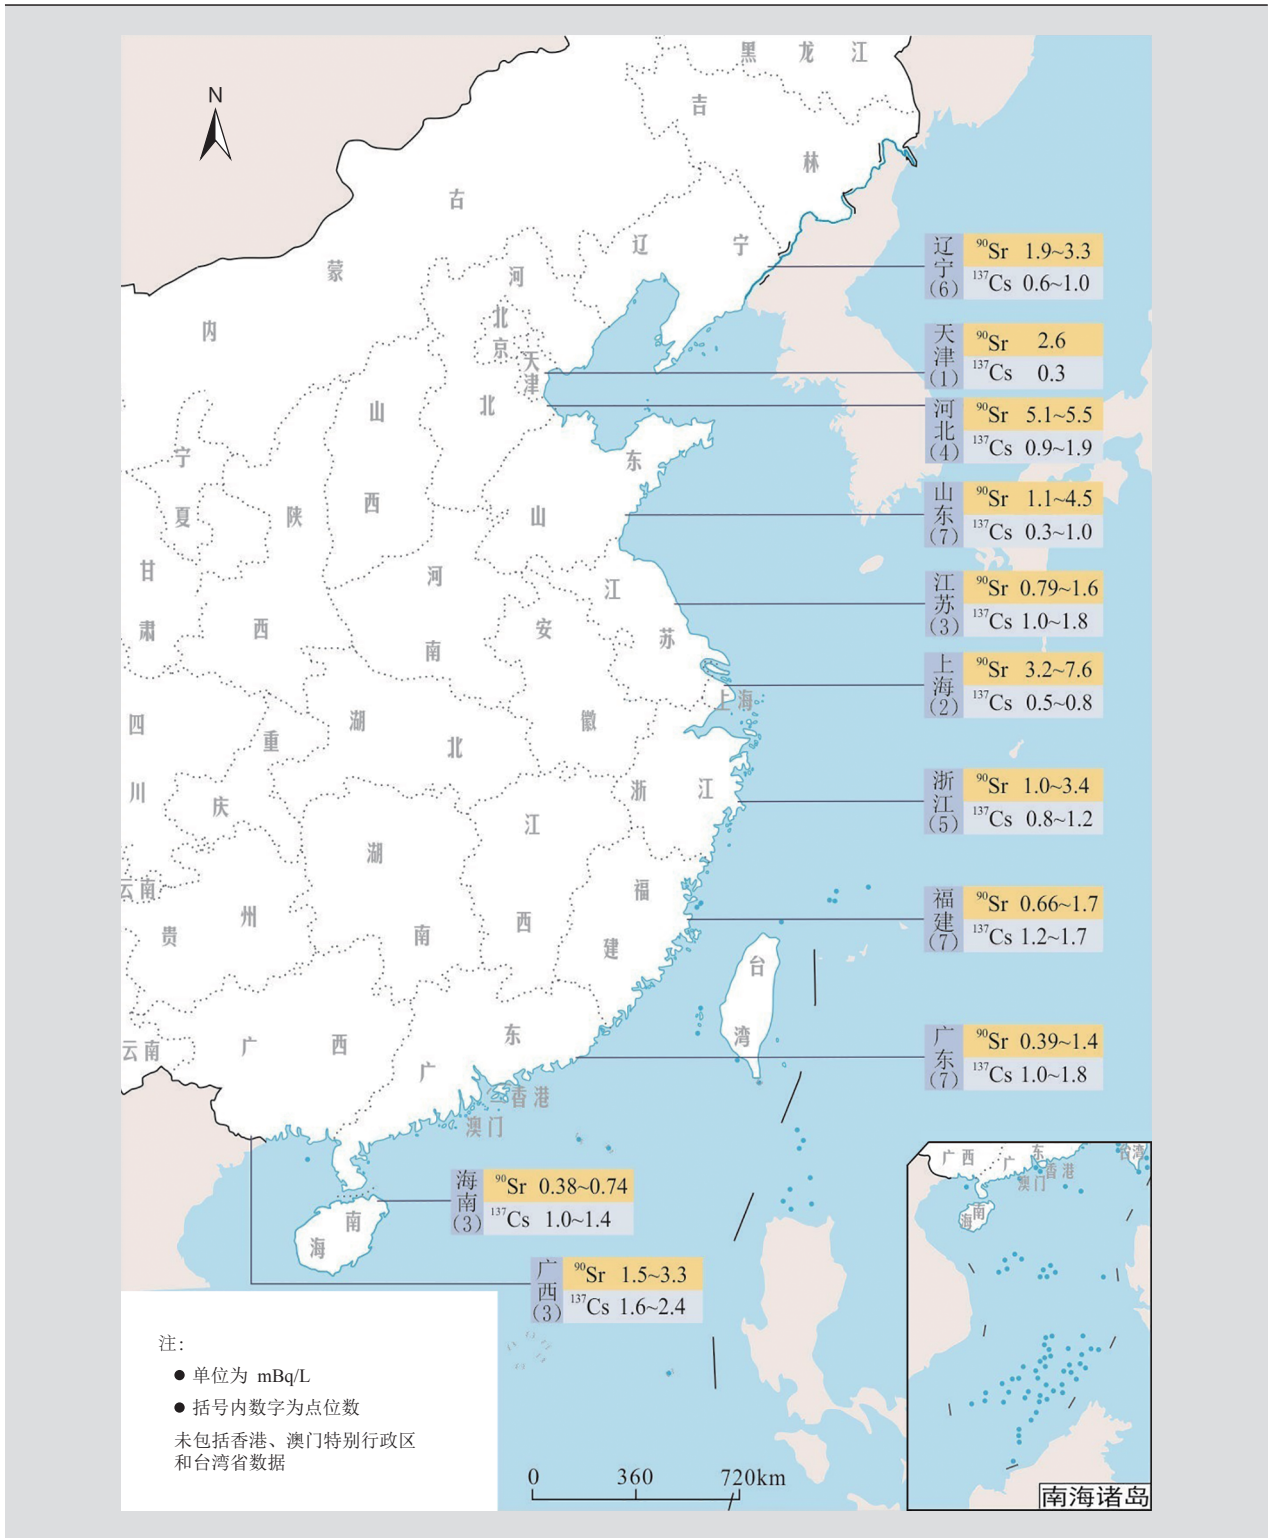 N
黑 龙 江
吉
林
古
辽 宁
蒙
河
内
北
京
天
津
山
北
宁
东
夏
陕
西
山
甘
河
江
肃
西
安
苏
南
上海
四
重
湖
徽
北
川
庆
浙 江
江
湖
云南
福
州
贵
南
西
建
台
湾
云南
广 西
东
广
香港
澳门
南
海
辽宁(6) ⁹⁰Sr 1.9~3.3
¹³⁷Cs 0.6~1.0
天津(1) ⁹⁰Sr 2.6
¹³⁷Cs 0.3
河北(4) ⁹⁰Sr 5.1~5.5
¹³⁷Cs 0.9~1.9
山东(7) ⁹⁰Sr 1.1~4.5
¹³⁷Cs 0.3~1.0
江苏(3) ⁹⁰Sr 0.79~1.6
¹³⁷Cs 1.0~1.8
上海(2) ⁹⁰Sr 3.2~7.6
¹³⁷Cs 0.5~0.8
浙江(5) ⁹⁰Sr 1.0~3.4
¹³⁷Cs 0.8~1.2
福建(7) ⁹⁰Sr 0.66~1.7
¹³⁷Cs 1.2~1.7
广东(7) ⁹⁰Sr 0.39~1.4
¹³⁷Cs 1.0~1.8
海南(3) ⁹⁰Sr 0.38~0.74
¹³⁷Cs 1.0~1.4
广西(3) ⁹⁰Sr 1.5~3.3
¹³⁷Cs 1.6~2.4
注：
● 单位为 mBq/L
● 括号内数字为点位数
未包括香港、澳门特别行政区
和台湾省数据
0 360 720km
广西
广
东
台湾
香港
澳门
南
海
南海诸岛